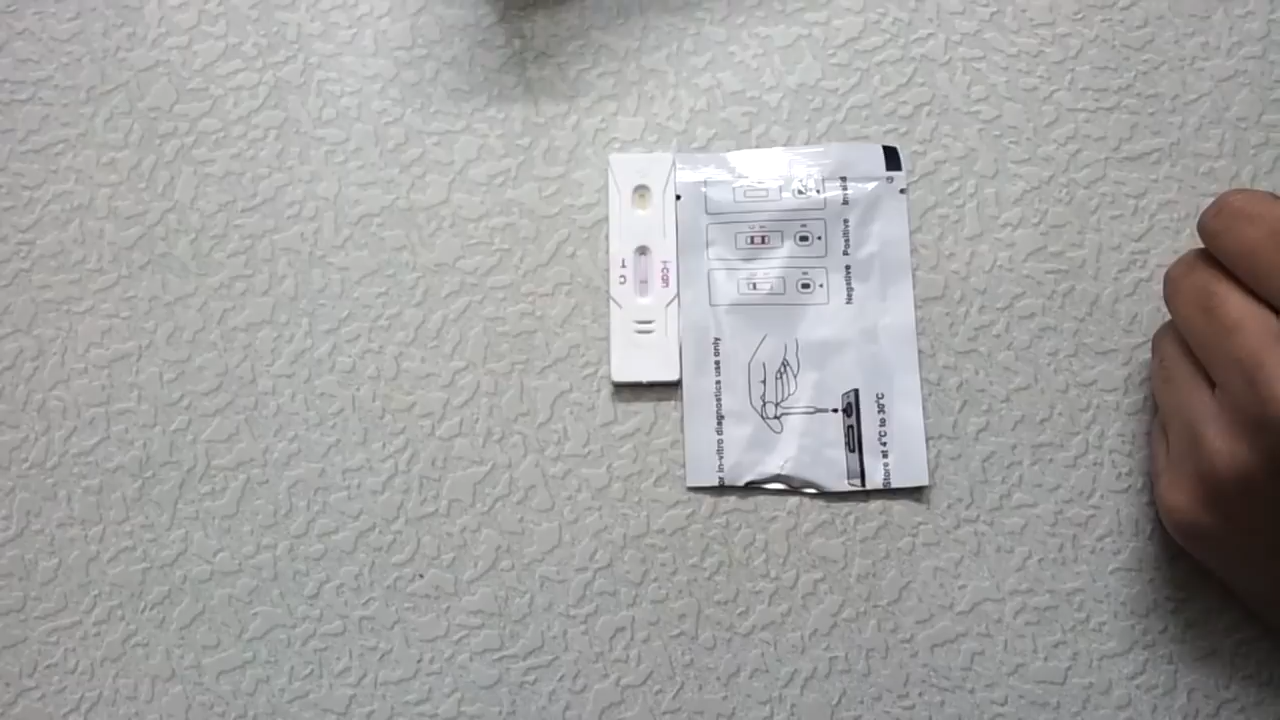 i-can
T
C
Invalid
Positive
Negative
or in-vitro diagnostics use only
Store at 4°C to 30°C